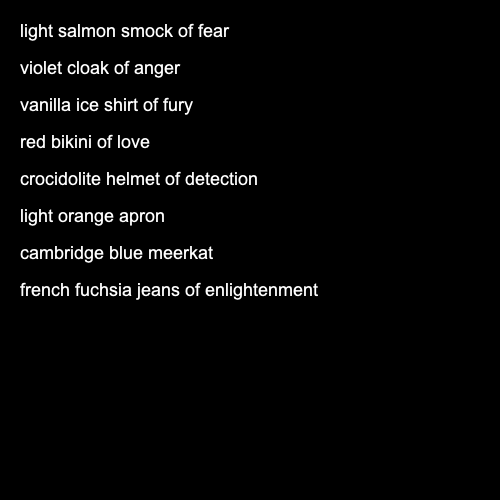 light salmon smock of fear
violet cloak of anger
vanilla ice shirt of fury
red bikini of love
crocidolite helmet of detection
light orange apron
cambridge blue meerkat
french fuchsia jeans of enlightenment